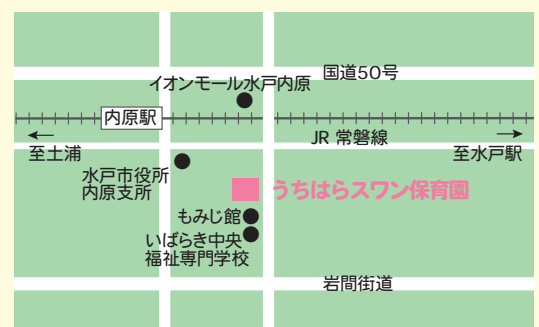 国道50号
イオンモール水戸内原
内原駅
JR 常磐線
至土浦
至水戸駅
水戸市役所
内原支所
うちはらスワン保育園
もみじ館
いばらき中央
福祉専門学校
岩間街道